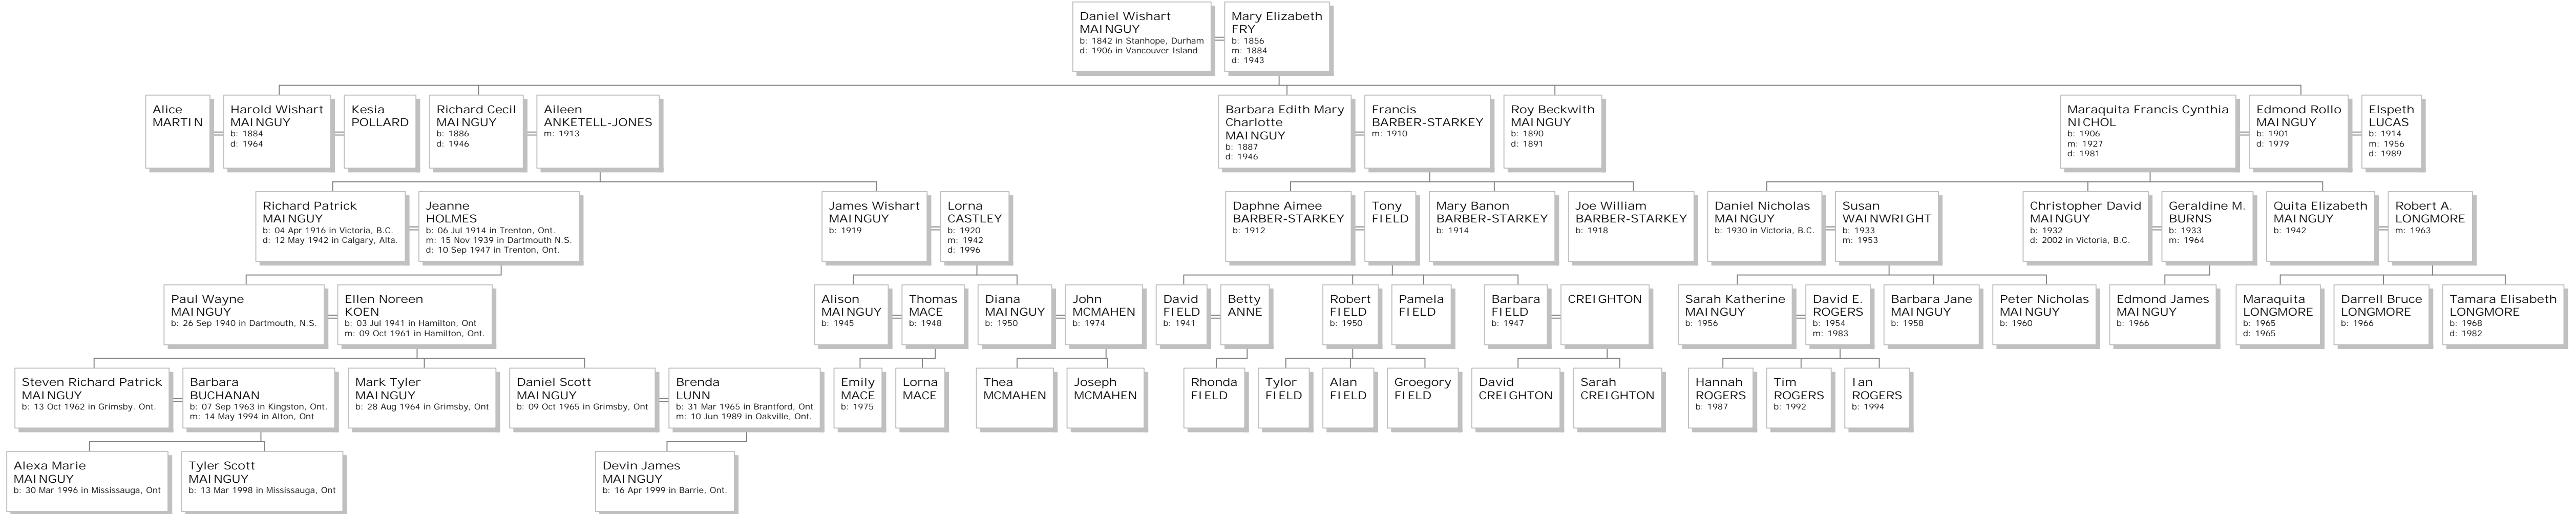 Daniel Wishart
MAINGUY
b: 1842 in Stanhope, Durham
d: 1906 in Vancouver Island
Mary Elizabeth
FRY
b: 1856
m: 1884
d: 1943
Alice
MARTIN
Harold Wishart
MAINGUY
b: 1884
d: 1964
Kesia
POLLARD
Richard Cecil
MAINGUY
b: 1886
d: 1946
Aileen
ANKETELL-JONES
m: 1913
Barbara Edith Mary
Charlotte
MAINGUY
b: 1887
d: 1946
Francis
BARBER-STARKEY
m: 1910
Roy Beckwith
MAINGUY
b: 1890
d: 1891
Maraquita Francis Cynthia
NICHOL
b: 1906
m: 1927
d: 1981
Edmond Rollo
MAINGUY
b: 1901
d: 1979
Elspeth
LUCAS
b: 1914
m: 1956
d: 1989
Richard Patrick
MAINGUY
b: 04 Apr 1916 in Victoria, B.C.
d: 12 May 1942 in Calgary, Alta.
Jeanne
HOLMES
b: 06 Jul 1914 in Trenton, Ont.
m: 15 Nov 1939 in Dartmouth N.S.
d: 10 Sep 1947 in Trenton, Ont.
James Wishart
MAINGUY
b: 1919
Lorna
CASTLEY
b: 1920
m: 1942
d: 1996
Daphne Aimee
BARBER-STARKEY
b: 1912
Tony
FIELD
Mary Banon
BARBER-STARKEY
b: 1914
Joe William
BARBER-STARKEY
b: 1918
Daniel Nicholas
MAINGUY
b: 1930 in Victoria, B.C.
Susan
WAINWRIGHT
b: 1933
m: 1953
Christopher David
MAINGUY
b: 1932
d: 2002 in Victoria, B.C.
Geraldine M.
BURNS
b: 1933
m: 1964
Quita Elizabeth
MAINGUY
b: 1942
Robert A.
LONGMORE
m: 1963
Paul Wayne
MAINGUY
b: 26 Sep 1940 in Dartmouth, N.S.
Ellen Noreen
KOEN
b: 03 Jul 1941 in Hamilton, Ont
m: 09 Oct 1961 in Hamilton, Ont.
Alison
MAINGUY
b: 1945
Thomas
MACE
b: 1948
Diana
MAINGUY
b: 1950
John
MCMAHEN
b: 1974
David
FIELD
b: 1941
Betty
ANNE
Robert
FIELD
b: 1950
Pamela
FIELD
Barbara
FIELD
b: 1947
CREIGHTON
Sarah Katherine
MAINGUY
b: 1956
David E.
ROGERS
b: 1954
m: 1983
Barbara Jane
MAINGUY
b: 1958
Peter Nicholas
MAINGUY
b: 1960
Edmond James
MAINGUY
b: 1966
Maraquita
LONGMORE
b: 1965
d: 1965
Darrell Bruce
LONGMORE
b: 1966
Tamara Elisabeth
LONGMORE
b: 1968
d: 1982
Steven Richard Patrick
MAINGUY
b: 13 Oct 1962 in Grimsby. Ont.
Barbara
BUCHANAN
b: 07 Sep 1963 in Kingston, Ont.
m: 14 May 1994 in Alton, Ont
Mark Tyler
MAINGUY
b: 28 Aug 1964 in Grimsby, Ont
Daniel Scott
MAINGUY
b: 09 Oct 1965 in Grimsby, Ont
Brenda
LUNN
b: 31 Mar 1965 in Brantford, Ont
m: 10 Jun 1989 in Oakville, Ont.
Emily
MACE
b: 1975
Lorna
MACE
Thea
MCMAHEN
Joseph
MCMAHEN
Rhonda
FIELD
Tylor
FIELD
Alan
FIELD
Groegory
FIELD
David
CREIGHTON
Sarah
CREIGHTON
Hannah
ROGERS
b: 1987
Tim
ROGERS
b: 1992
Ian
ROGERS
b: 1994
Alexa Marie
MAINGUY
b: 30 Mar 1996 in Mississauga, Ont
Tyler Scott
MAINGUY
b: 13 Mar 1998 in Mississauga, Ont
Devin James
MAINGUY
b: 16 Apr 1999 in Barrie, Ont.